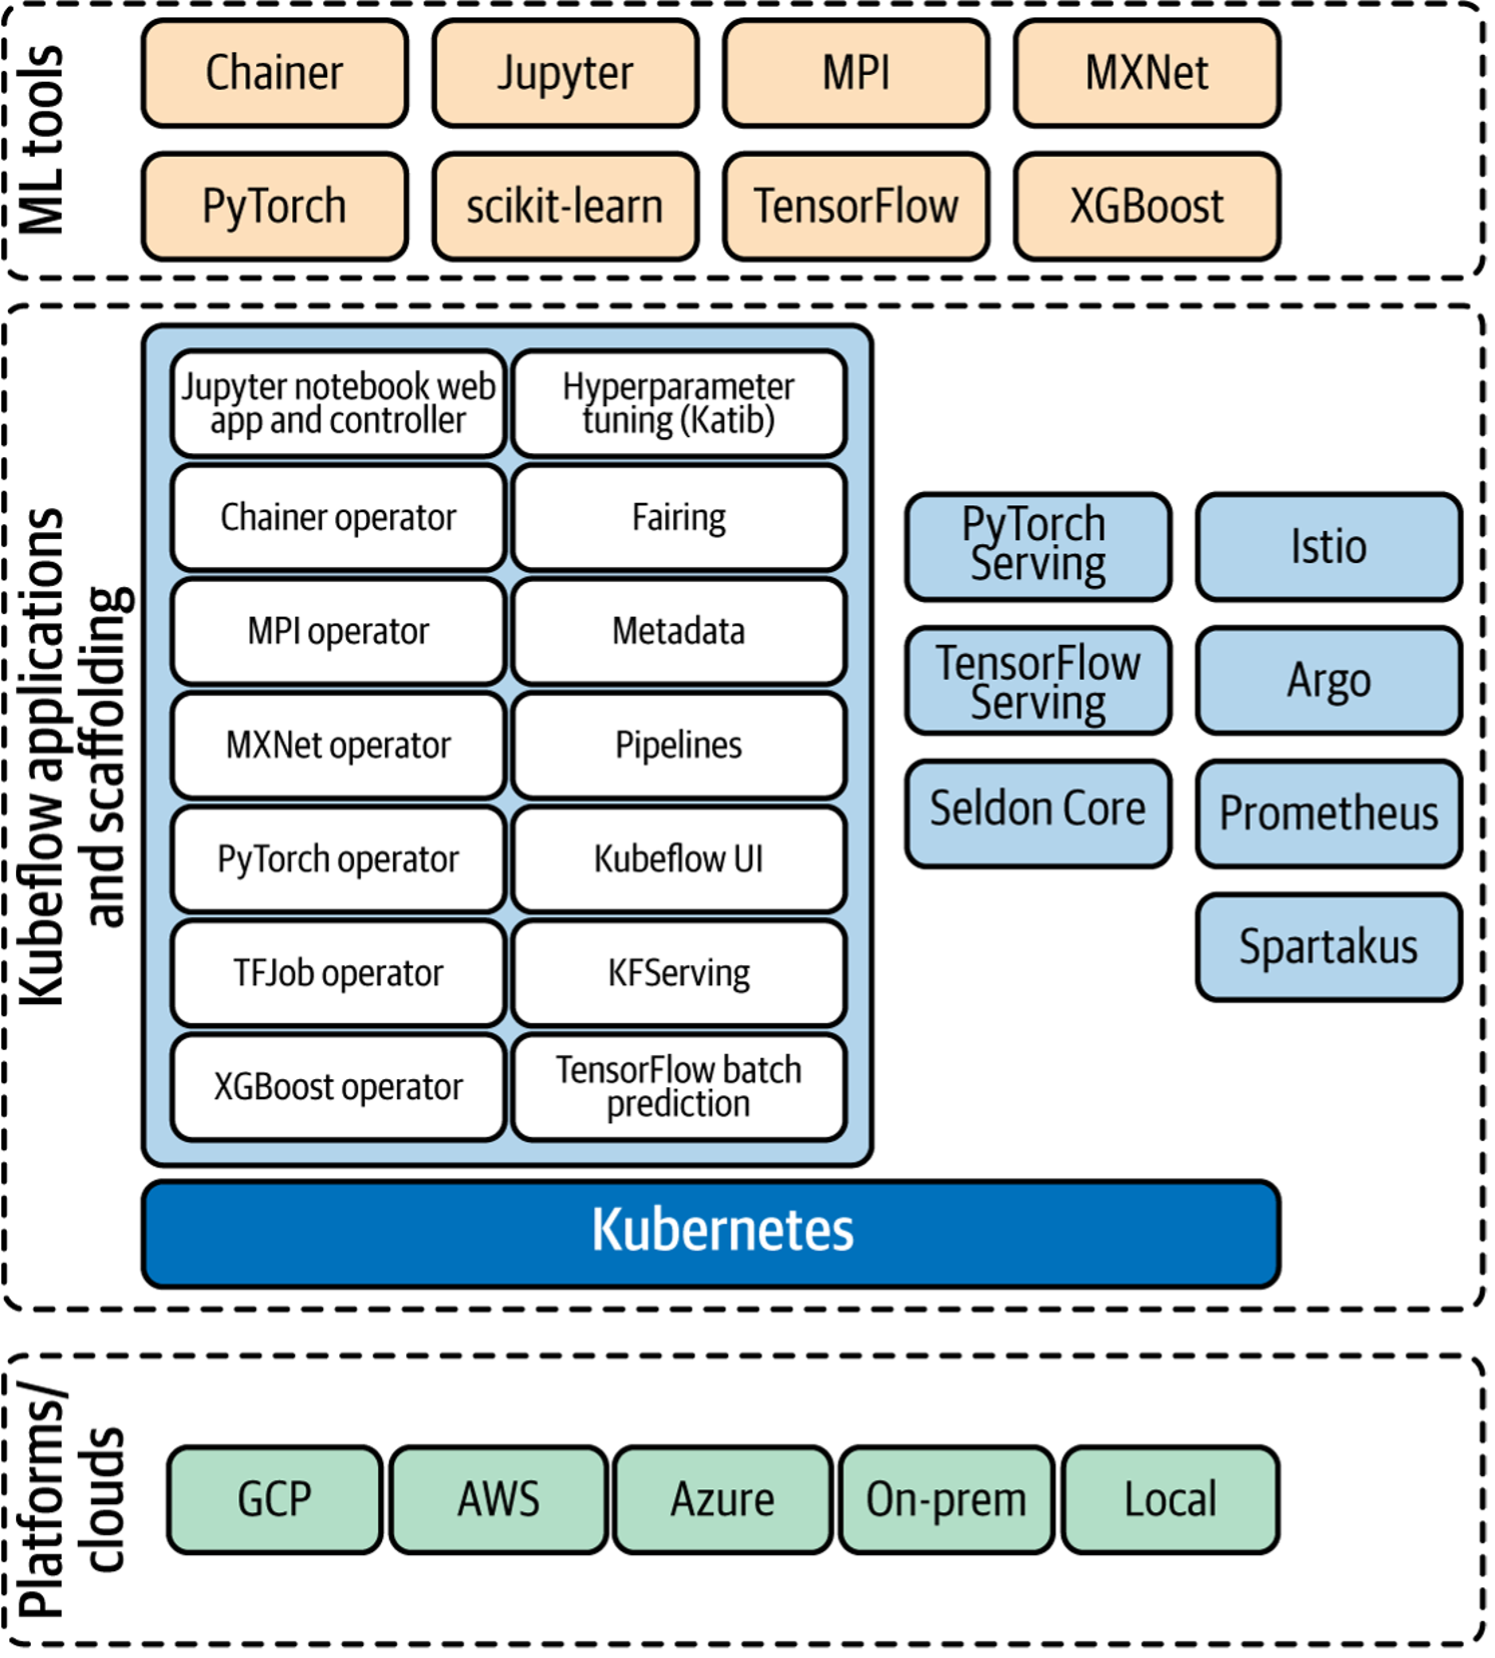 ML tools
Chainer
Jupyter
MPI
MXNet
PyTorch
scikit-learn
TensorFlow
XGBoost
Kubeflow applications
and scaffolding
Jupyter notebook web
app and controller
Hyperparameter
tuning (Katib)
Chainer operator
Fairing
MPI operator
Metadata
MXNet operator
Pipelines
PyTorch operator
Kubeflow UI
TFJob operator
KFServing
XGBoost operator
TensorFlow batch
prediction
PyTorch
Serving
Istio
TensorFlow
Serving
Argo
Seldon Core
Prometheus
Spartakus
Kubernetes
Platforms/
clouds
GCP
AWS
Azure
On-prem
Local